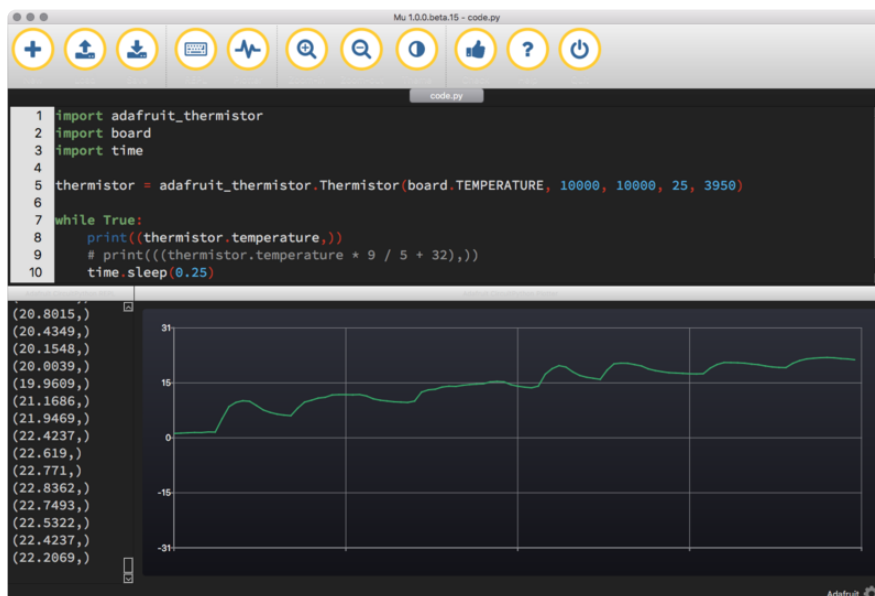 Mu 1.0.0.beta.15 - code.py
?
code.py
1 import adafruit_thermistor
2 import board
3 import time
4
5 thermistor = adafruit_thermistor.Thermistor(board.TEMPERATURE, 10000, 10000, 25, 3950)
6
7 while True:
8     print((thermistor.temperature,))
9     # print(((thermistor.temperature * 9 / 5 + 32),))
10     time.sleep(0.25)
(20.8015,)
(20.4349,)
(20.1548,)
(20.0039,)
(19.9609,)
(21.1686,)
(21.9469,)
(22.4237,)
(22.619,)
(22.771,)
(22.8362,)
(22.7493,)
(22.5322,)
(22.4237,)
(22.2069,)
31
15
0
-15
-31
Adafruit